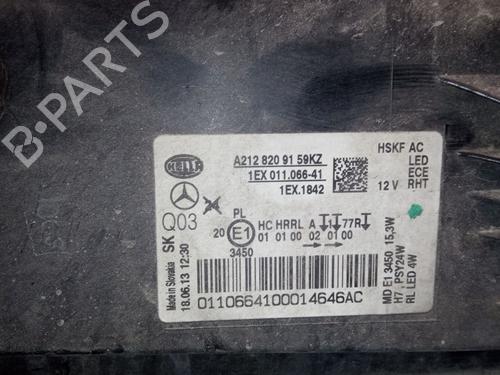 B-PARTS
HELLA
A212 820 91 59KZ
1EX 011.066-41
1EX.1842
HSKF AC
LED
ECE
12 V RHT
Q03
SK
Made in Slovakia
18.06.13 12:30
PL
20 E1
3450
HC HRRL A
77R
01 01 00 02 01 00
MD E1 3450 15,3W
H7, PSY24W
RL LED 4W
0110664100014646AC